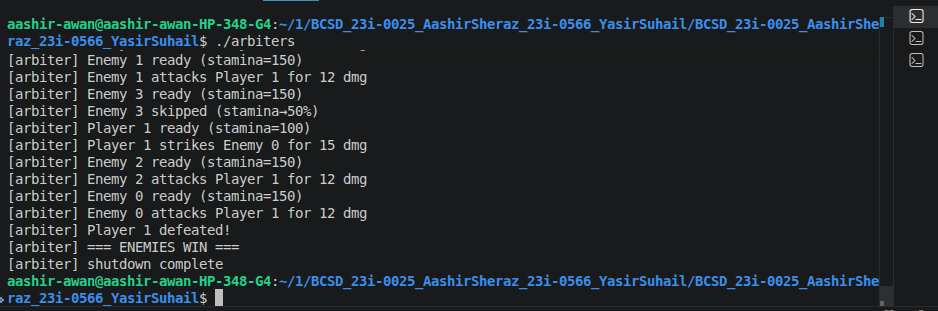 aashir-awan@aashir-awan-HP-348-G4:~/1/BCSD_23i-0025_AashirSheraz_23i-0566_YasirSuhail/BCSD_23i-0025_AashirShe
raz_23i-0566_YasirSuhail$ ./arbiters
[arbiter] Enemy 1 ready (stamina=150)
[arbiter] Enemy 1 attacks Player 1 for 12 dmg
[arbiter] Enemy 3 ready (stamina=150)
[arbiter] Enemy 3 skipped (stamina→50%)
[arbiter] Player 1 ready (stamina=100)
[arbiter] Player 1 strikes Enemy 0 for 15 dmg
[arbiter] Enemy 2 ready (stamina=150)
[arbiter] Enemy 2 attacks Player 1 for 12 dmg
[arbiter] Enemy 0 ready (stamina=150)
[arbiter] Enemy 0 attacks Player 1 for 12 dmg
[arbiter] Player 1 defeated!
[arbiter] === ENEMIES WIN ===
[arbiter] shutdown complete
aashir-awan@aashir-awan-HP-348-G4:~/1/BCSD_23i-0025_AashirSheraz_23i-0566_YasirSuhail/BCSD_23i-0025_AashirShe
raz_23i-0566_YasirSuhail$